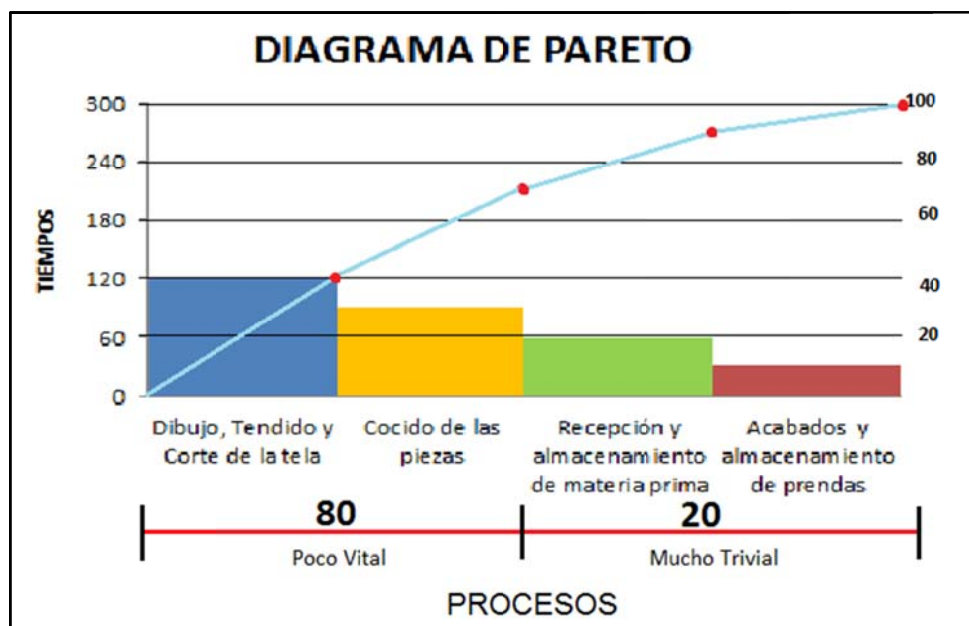 DIAGRAMA DE PARETO
300
240
180
120
60
0
TIEMPOS
100
80
60
40
20
Dibujo, Tendido y
Corte de la tela
Cocido de las
piezas
Recepción y
almacenamiento
de materia prima
Acabados y
almacenamiento
de prendas
80
20
Poco Vital
Mucho Trivial
PROCESOS